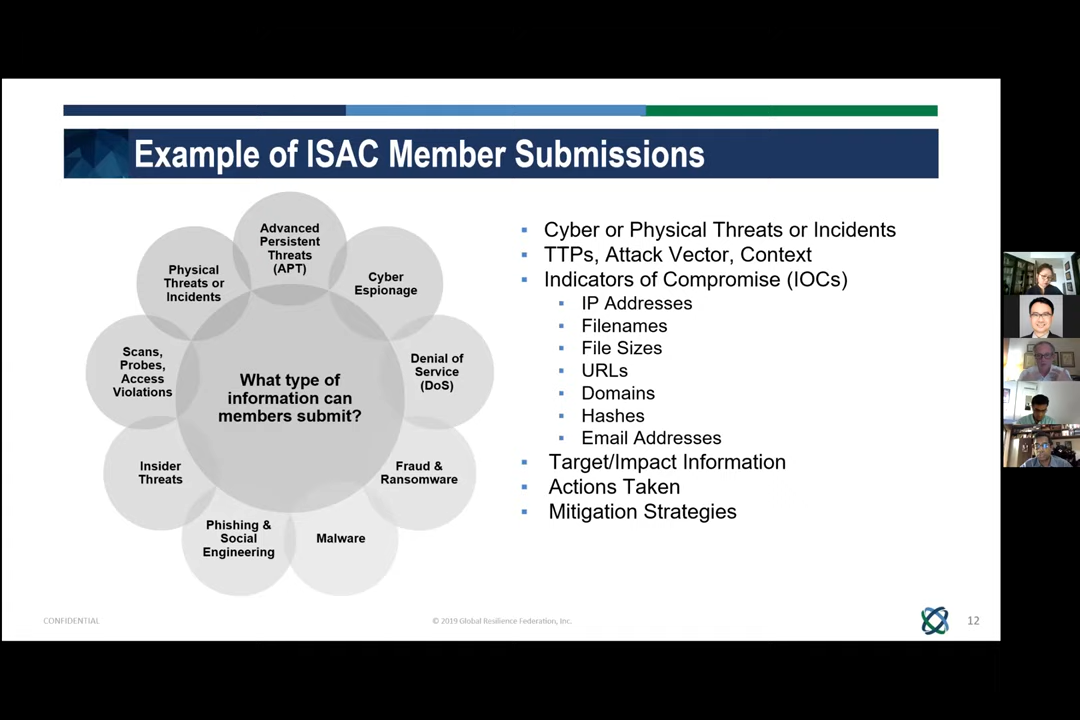 Example of ISAC Member Submissions
Advanced
Persistent
Threats
(APT)
Cyber
Espionage
Denial of
Service
(DoS)
Fraud &
Ransomware
Malware
Phishing &
Social
Engineering
Insider
Threats
Scans,
Probes,
Access
Violations
Physical
Threats or
Incidents
What type of
information can
members submit?
▪ Cyber or Physical Threats or Incidents
▪ TTPs, Attack Vector, Context
▪ Indicators of Compromise (IOCs)
▪ IP Addresses
▪ Filenames
▪ File Sizes
▪ URLs
▪ Domains
▪ Hashes
▪ Email Addresses
▪ Target/Impact Information
▪ Actions Taken
▪ Mitigation Strategies
CONFIDENTIAL
© 2019 Global Resilience Federation, Inc.
12